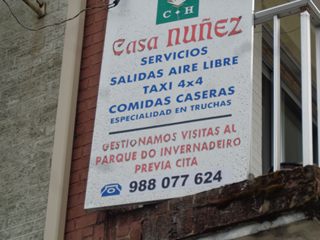 C H
Casa NUÑEZ
SERVICIOS
SALIDAS AIRE LIBRE
TAXI 4x4
COMIDAS CASERAS
ESPECIALIDAD EN TRUCHAS
GESTIONAMOS VISITAS AL
PARQUE DO INVERNADEIRO
PREVIA CITA
988 077 624